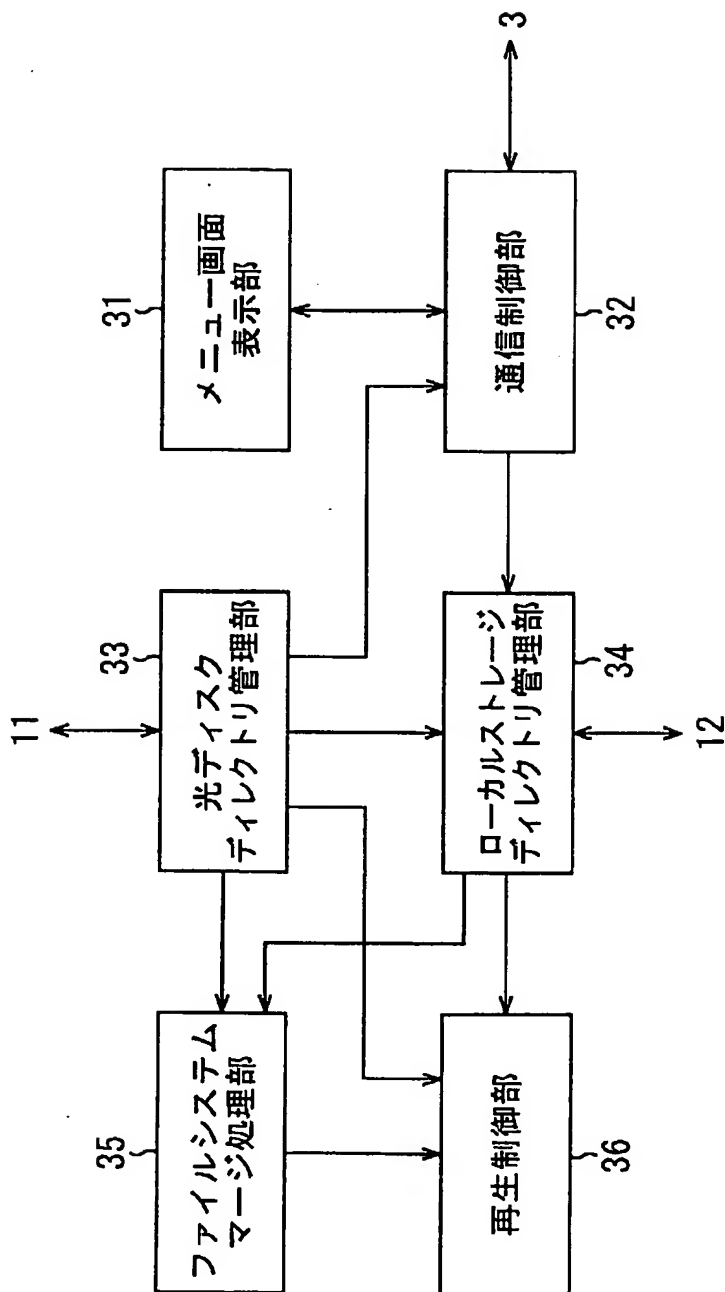 31
メニュー画面
表示部
3
通信制御部
32
11
33
光ディスク
ディレクトリ管理部
ローカルストレージ
ディレクトリ管理部
34
12
35
ファイルシステム
マージ処理部
再生制御部
36